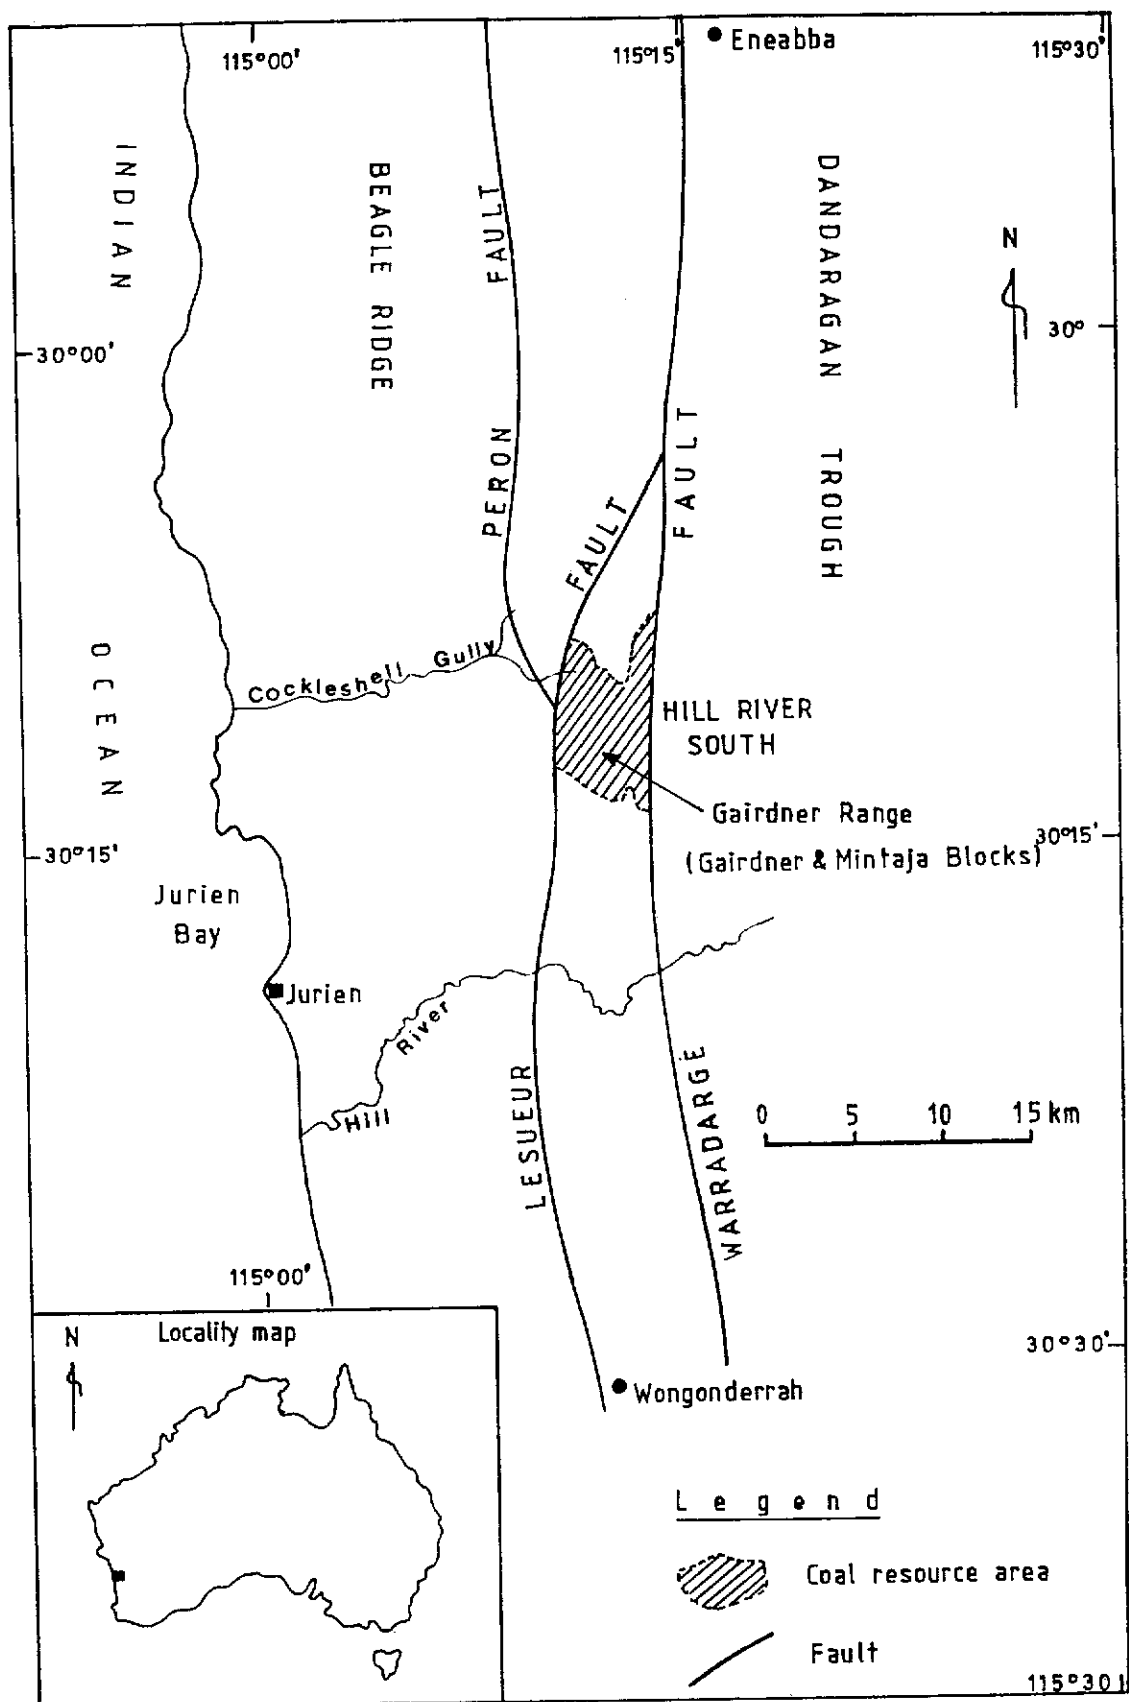 115°00'
115°15'
Eneabba
115°30'
INDIAN
OCEAN
BEAGLE RIDGE
PERON FAULT
FAULT
DANDARAGAN TROUGH
N
30°00'
30°
Cockleshell Gully
HILL RIVER
SOUTH
Gairdner Range
(Gairdner & Mintaja Blocks)
30°15'
30°15'
Jurien
Bay
Jurien
Hill River
LESUEUR
WARRADARGE FAULT
0 5 10 15 km
115°00'
30°30'
Locality map
N
Wongonderrah
Legend
Coal resource area
Fault
115°30